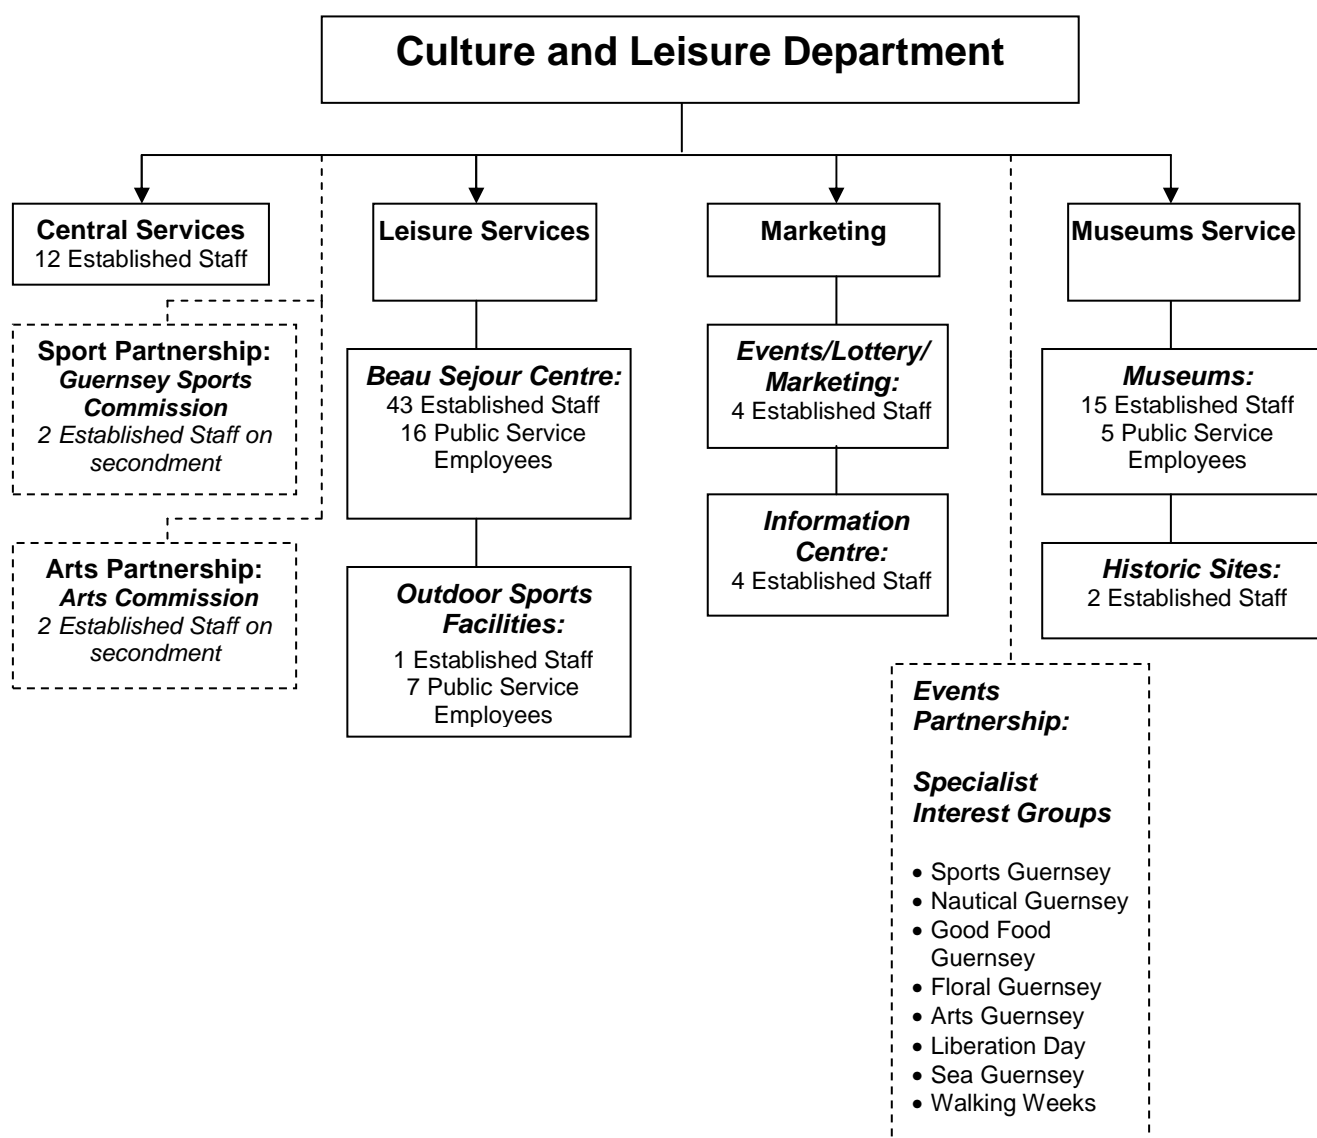 Culture and Leisure Department
Central Services
12 Established Staff
Sport Partnership:
Guernsey Sports
Commission
2 Established Staff on
secondment
Arts Partnership:
Arts Commission
2 Established Staff on
secondment
Leisure Services
Beau Sejour Centre:
43 Established Staff
16 Public Service
Employees
Outdoor Sports
Facilities:
1 Established Staff
7 Public Service
Employees
Marketing
Events/Lottery/
Marketing:
4 Established Staff
Information
Centre:
4 Established Staff
Museums Service
Museums:
15 Established Staff
5 Public Service
Employees
Historic Sites:
2 Established Staff
Events
Partnership:
Specialist
Interest Groups
• Sports Guernsey
• Nautical Guernsey
• Good Food
Guernsey
• Floral Guernsey
• Arts Guernsey
• Liberation Day
• Sea Guernsey
• Walking Weeks